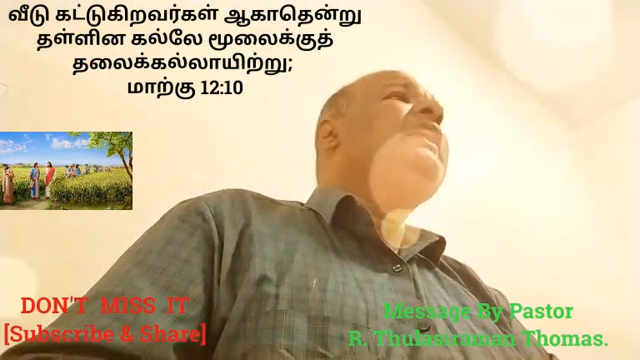 வீடு கட்டுகிறவர்கள் ஆகாதென்று
தள்ளின கல்லே மூலைக்குத்
தலைக்கல்லாயிற்று;
மாற்கு 12:10
DON'T MISS IT
[Subscribe & Share]
Message By Pastor
R. Thulasiraman Thomas.